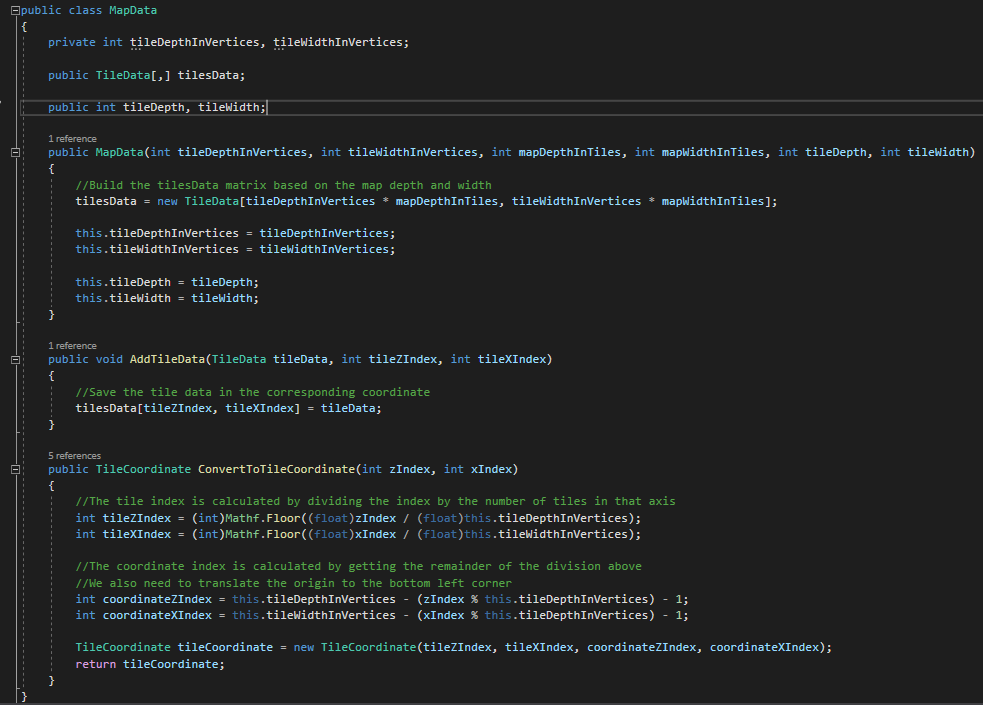 public class MapData
{
private int tileDepthInVertices, tileWidthInVertices;
public TileData[,] tilesData;
public int tileDepth, tileWidth;
1 reference
public MapData(int tileDepthInVertices, int tileWidthInVertices, int mapDepthInTiles, int mapWidthInTiles, int tileDepth, int tileWidth)
{
//Build the tilesData matrix based on the map depth and width
tilesData = new TileData[tileDepthInVertices * mapDepthInTiles, tileWidthInVertices * mapWidthInTiles];
this.tileDepthInVertices = tileDepthInVertices;
this.tileWidthInVertices = tileWidthInVertices;
this.tileDepth = tileDepth;
this.tileWidth = tileWidth;
}
1 reference
public void AddTileData(TileData tileData, int tileZIndex, int tileXIndex)
{
//Save the tile data in the corresponding coordinate
tilesData[tileZIndex, tileXIndex] = tileData;
}
5 references
public TileCoordinate ConvertToTileCoordinate(int zIndex, int xIndex)
{
//The tile index is calculated by dividing the index by the number of tiles in that axis
int tileZIndex = (int)Mathf.Floor((float)zIndex / (float)this.tileDepthInVertices);
int tileXIndex = (int)Mathf.Floor((float)xIndex / (float)this.tileWidthInVertices);
//The coordinate index is calculated by getting the remainder of the division above
//We also need to translate the origin to the bottom left corner
int coordinateZIndex = this.tileDepthInVertices - (zIndex % this.tileDepthInVertices) - 1;
int coordinateXIndex = this.tileWidthInVertices - (xIndex % this.tileDepthInVertices) - 1;
TileCoordinate tileCoordinate = new TileCoordinate(tileZIndex, tileXIndex, coordinateZIndex, coordinateXIndex);
return tileCoordinate;
}
}